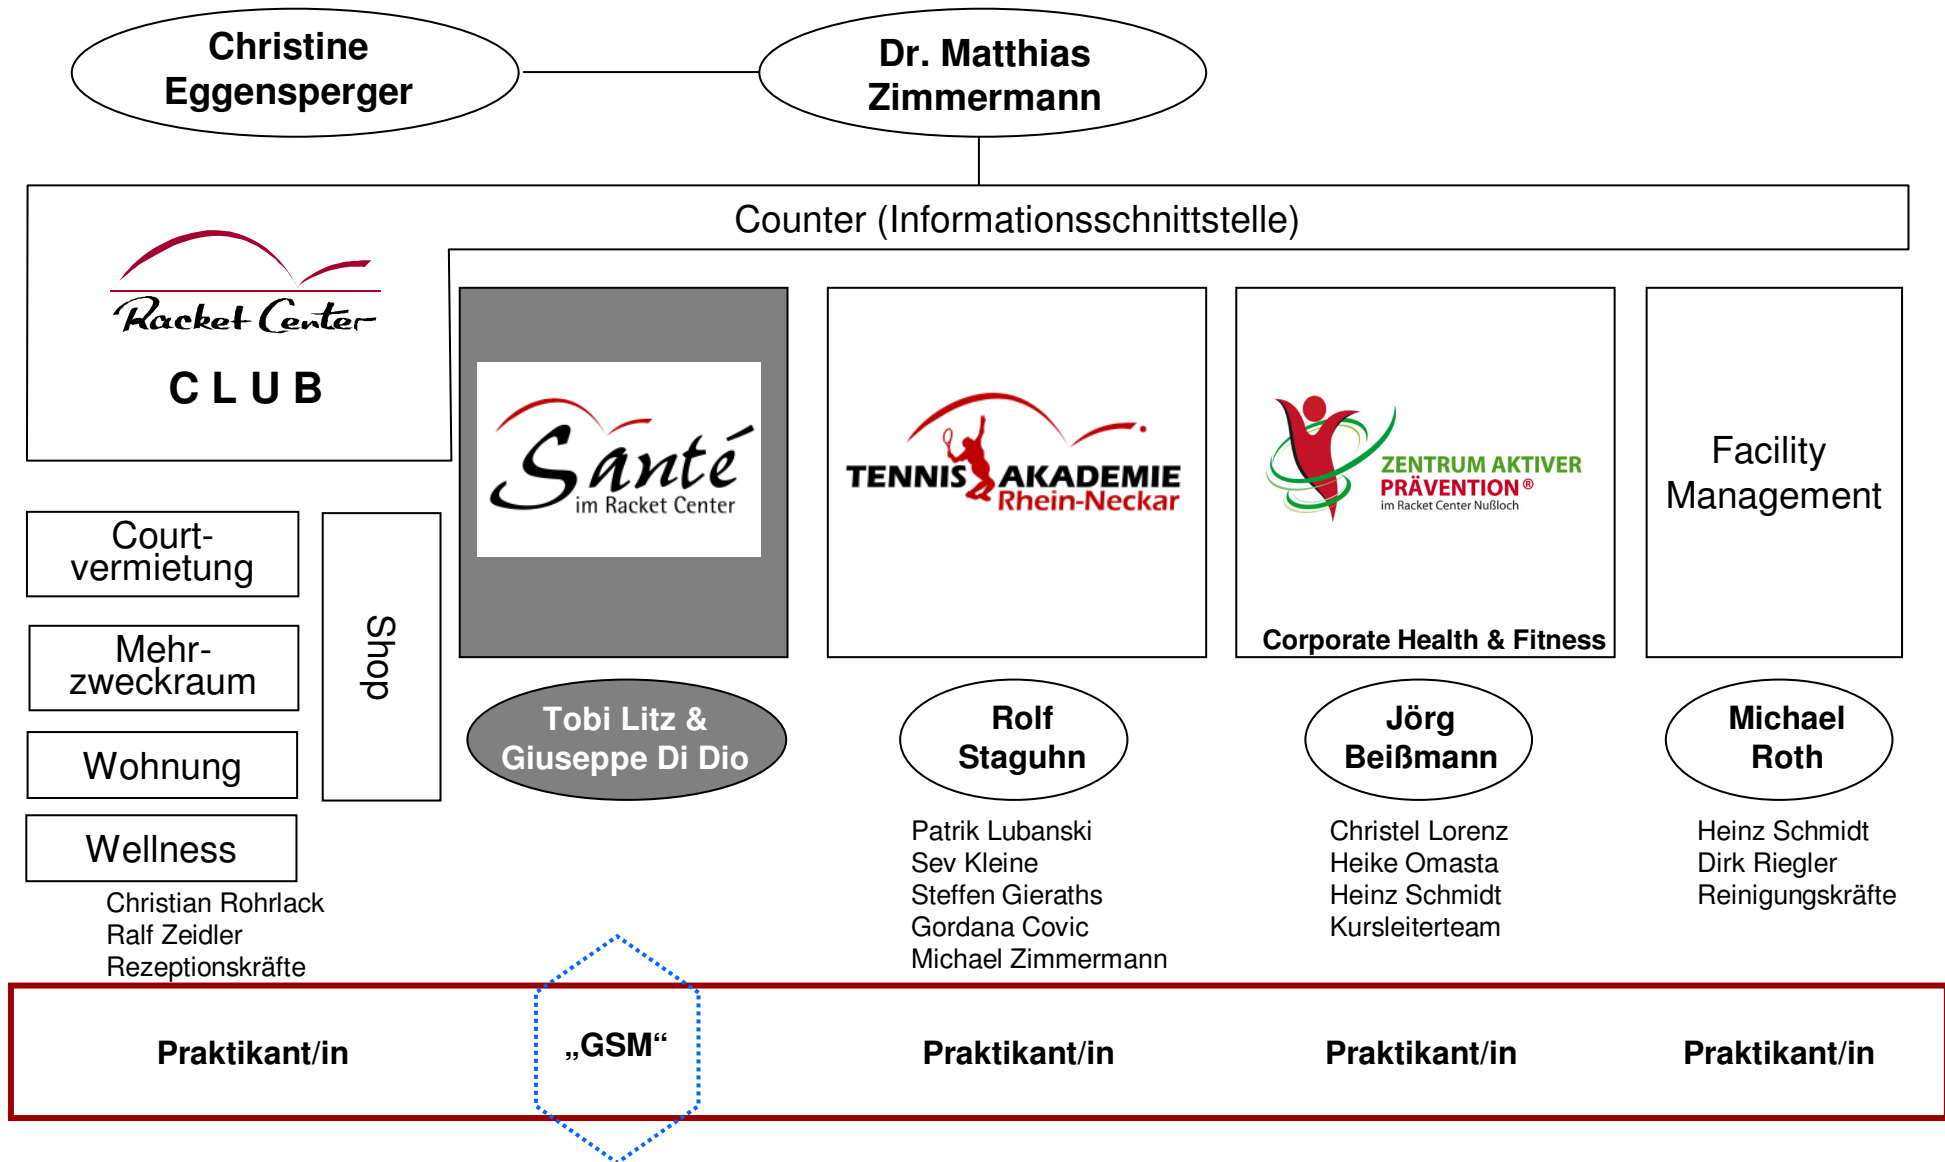 Christine
Eggensperger
Dr. Matthias
Zimmermann
Counter (Informationsschnittstelle)
Racket Center
CLUB
Santé
im Racket Center
TENNIS AKADEMIE
Rhein-Neckar
ZENTRUM AKTIVER
PRÄVENTION®
im Racket Center Nußloch
Corporate Health & Fitness
Facility
Management
Court-
vermietung
Mehr-
zweckraum
Wohnung
Wellness
Shop
Christian Rohrlack
Ralf Zeidler
Rezeptionskräfte
Tobi Litz &
Giuseppe Di Dio
Rolf
Staguhn
Patrik Lubanski
Sev Kleine
Steffen Gieraths
Gordana Covic
Michael Zimmermann
Jörg
Beißmann
Christel Lorenz
Heike Omasta
Heinz Schmidt
Kursleiterteam
Michael
Roth
Heinz Schmidt
Dirk Riegler
Reinigungskräfte
Praktikant/in
„GSM“
Praktikant/in
Praktikant/in
Praktikant/in